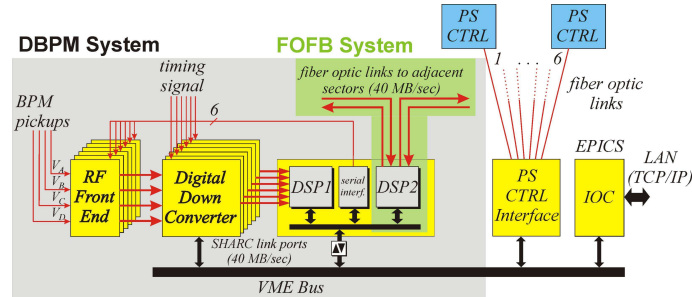 DBPM System
timing
signal
FOFB System
fiber optic links to adjacent
sectors (40 MB/sec)
PS
CTRL
PS
CTRL
1 . . . 6
fiber optic
links
BPM
pickups
6
VA
VB
VC
VD
RF
Front
End
Digital
Down
Converter
DSP1
serial
interf.
DSP2
PS
CTRL
Interface
EPICS
IOC
LAN
(TCP/IP)
SHARC link ports
(40 MB/sec)
VME Bus